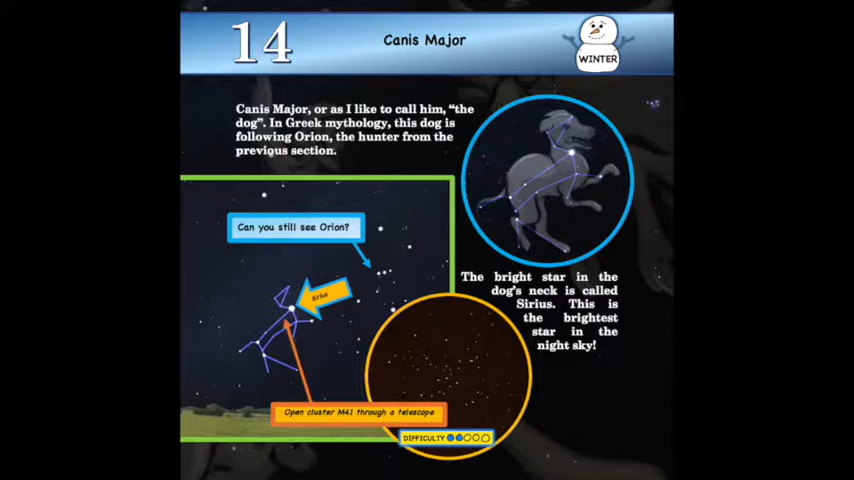 14
Canis Major
WINTER
Canis Major, or as I like to call him, “the
dog”. In Greek mythology, this dog is
following Orion, the hunter from the
previous section.
Can you still see Orion?
Sirius
The bright star in the
dog's neck is called
Sirius. This is
the brightest
star in the
night sky!
Open cluster M41 through a telescope
DIFFICULTY